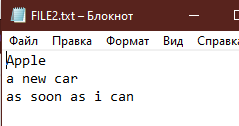 FILE2.txt – Блокнот
Файл Правка Формат Вид Справка
Apple
a new car
as soon as i can